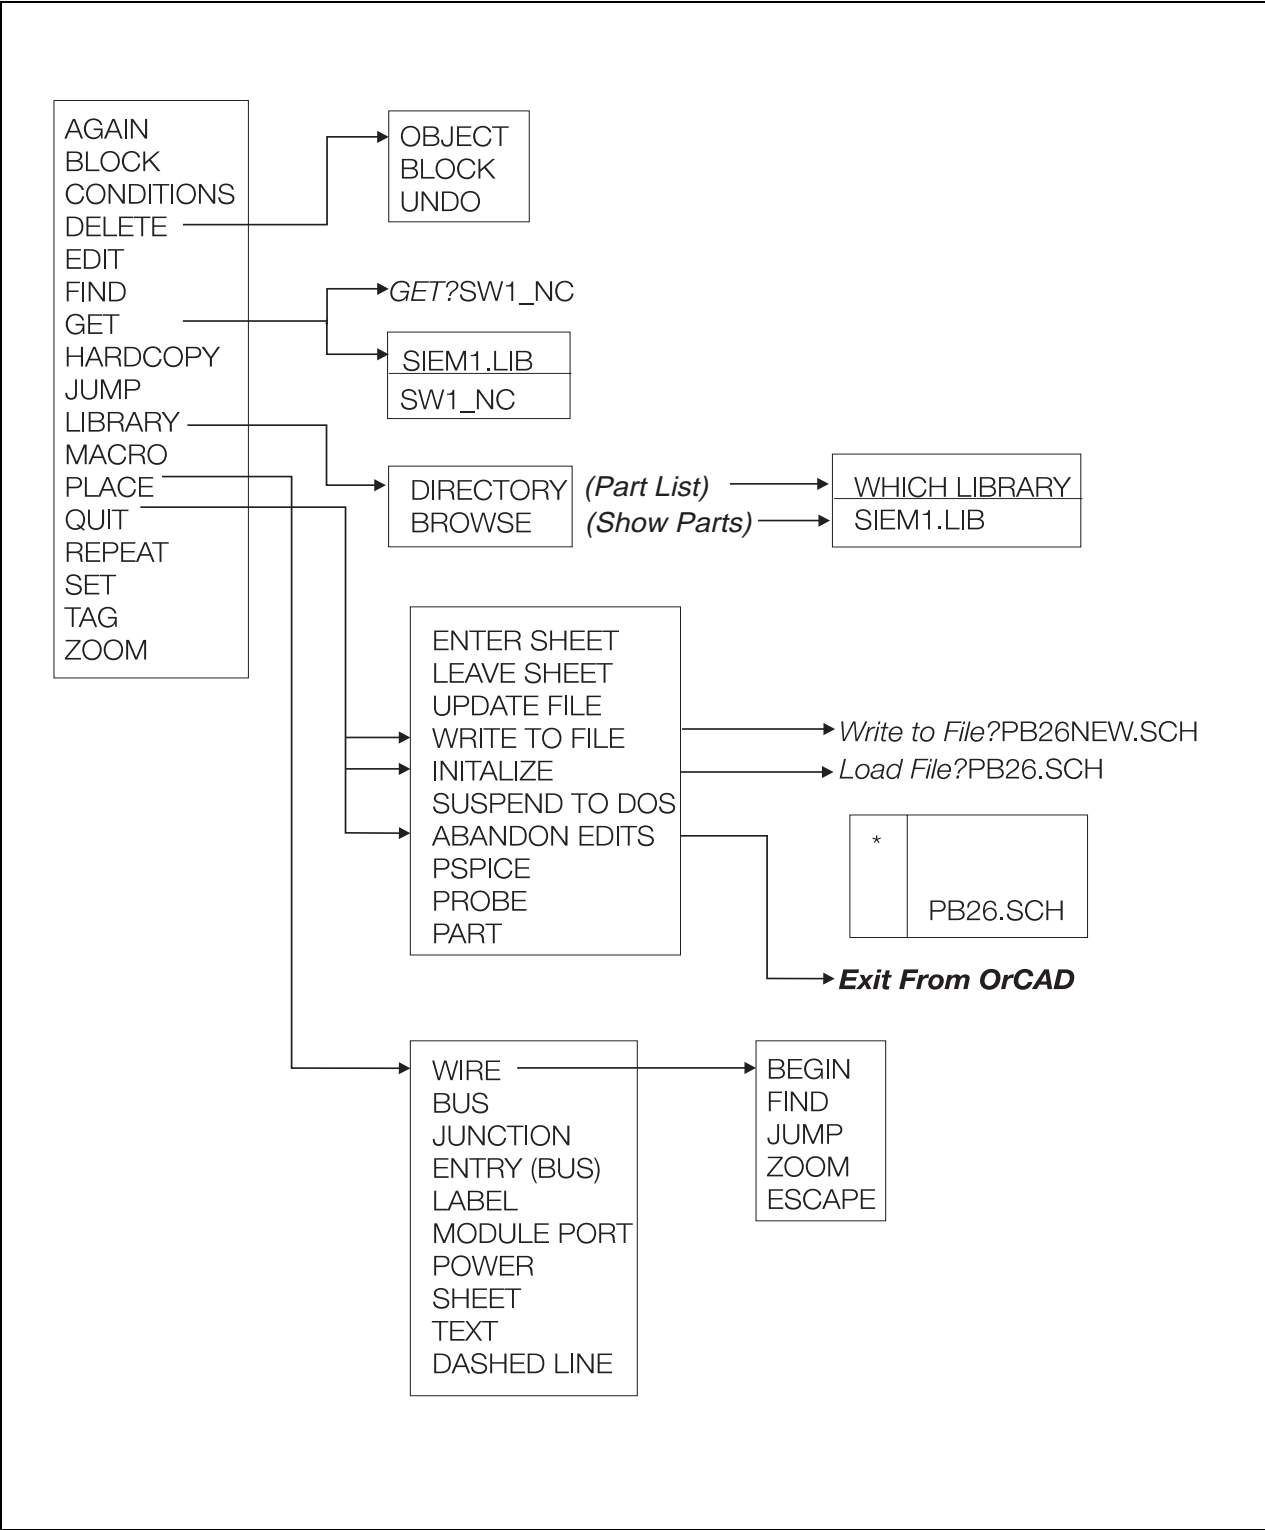 AGAIN
BLOCK
CONDITIONS
DELETE
EDIT
FIND
GET
HARDCOPY
JUMP
LIBRARY
MACRO
PLACE
QUIT
REPEAT
SET
TAG
ZOOM
OBJECT
BLOCK
UNDO
GET?SW1_NC
SIEM1.LIB
SW1_NC
DIRECTORY (Part List)
BROWSE (Show Parts)
WHICH LIBRARY
SIEM1.LIB
ENTER SHEET
LEAVE SHEET
UPDATE FILE
WRITE TO FILE
INITALIZE
SUSPEND TO DOS
ABANDON EDITS
PSPICE
PROBE
PART
Write to File?PB26NEW.SCH
Load File?PB26.SCH
*
PB26.SCH
Exit From OrCAD
WIRE
BUS
JUNCTION
ENTRY (BUS)
LABEL
MODULE PORT
POWER
SHEET
TEXT
DASHED LINE
BEGIN
FIND
JUMP
ZOOM
ESCAPE